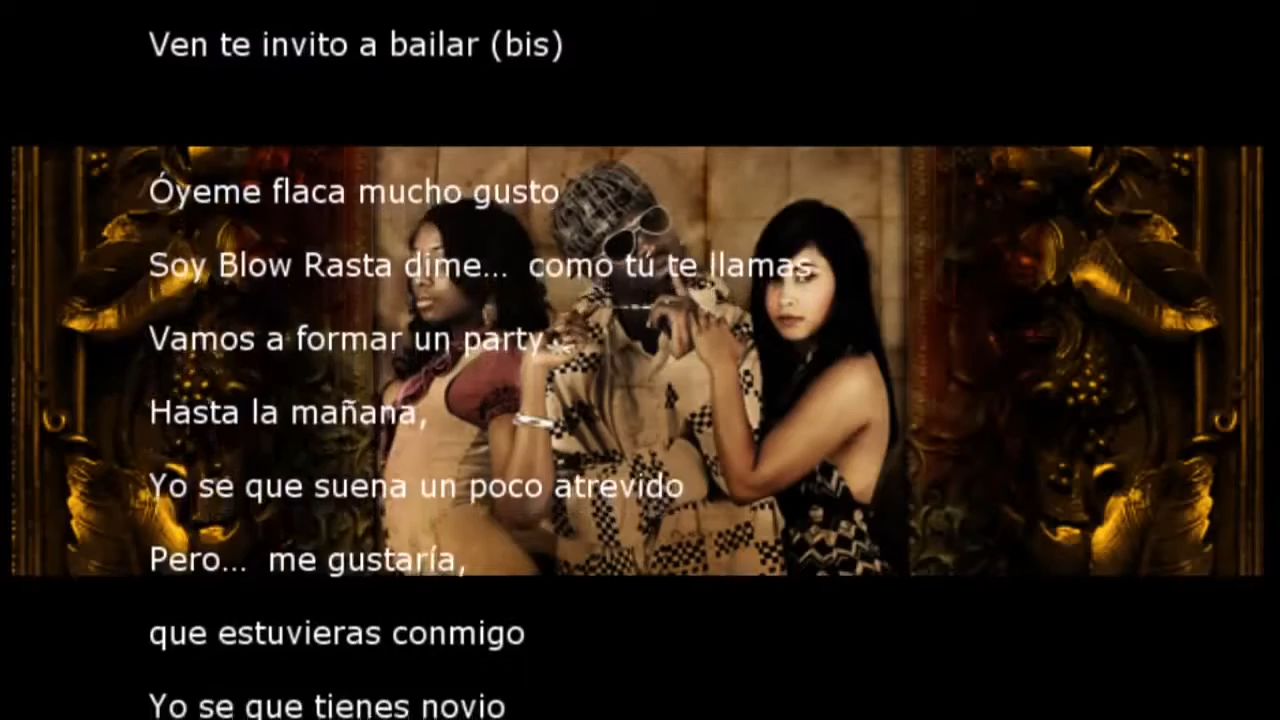 Ven te invito a bailar (bis)
Óyeme flaca mucho gusto
Soy Blow Rasta dime... como tú te llamas
Vamos a formar un party
Hasta la mañana,
Yo se que suena un poco atrevido
Pero... me gustaría,
que estuvieras conmigo
Yo se que tienes novio